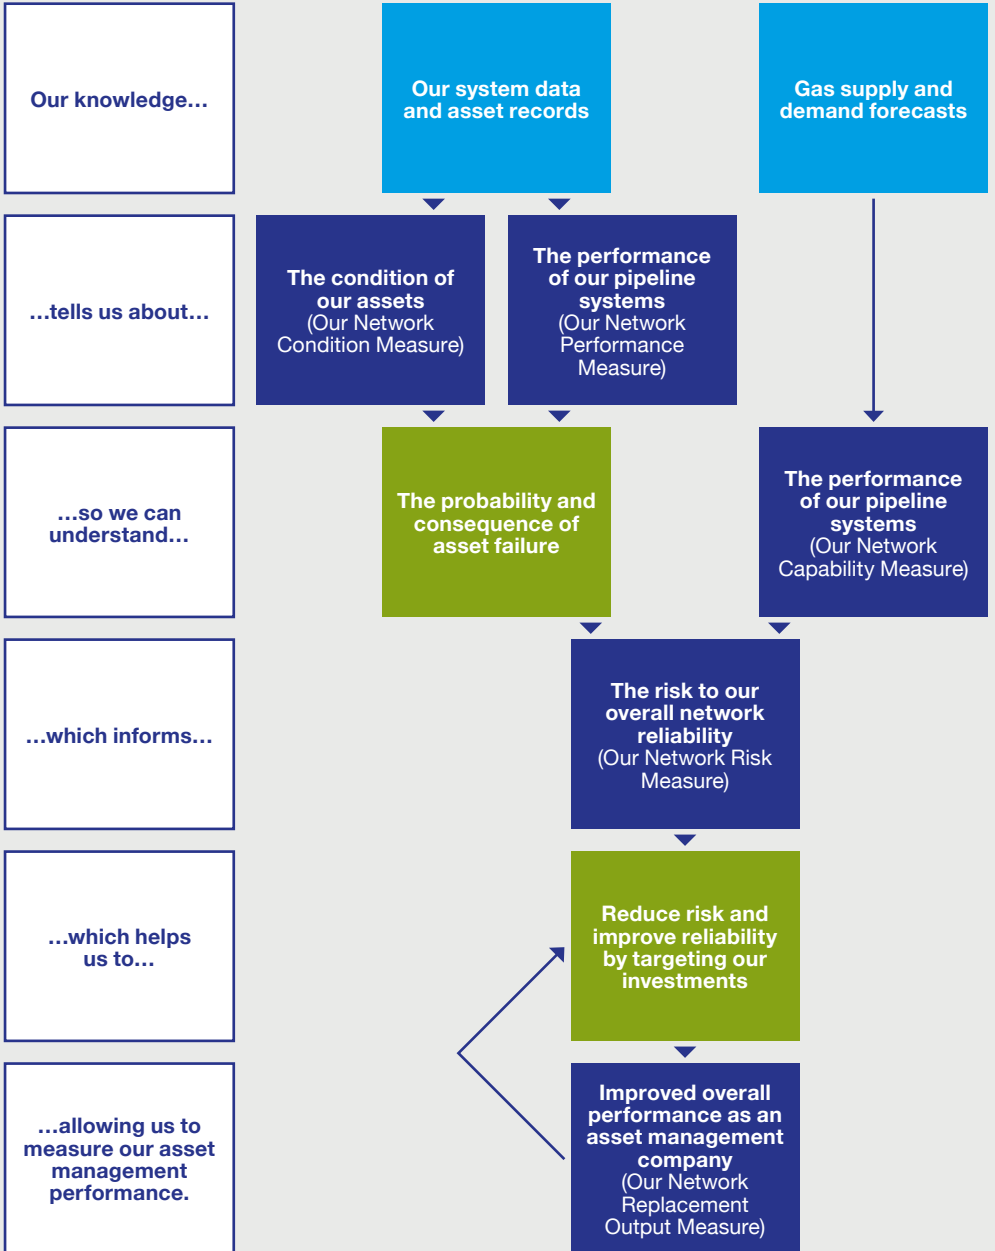 Our knowledge…
Our system data
and asset records
Gas supply and
demand forecasts
…tells us about…
The condition of
our assets
(Our Network
Condition Measure)
The performance
of our pipeline
systems
(Our Network
Performance
Measure)
…so we can
understand…
The probability and
consequence of
asset failure
The performance
of our pipeline
systems
(Our Network
Capability Measure)
…which informs…
The risk to our
overall network
reliability
(Our Network Risk
Measure)
…which helps
us to…
Reduce risk and
improve reliability
by targeting our
investments
…allowing us to
measure our asset
management
performance.
Improved overall
performance as an
asset management
company
(Our Network
Replacement
Output Measure)